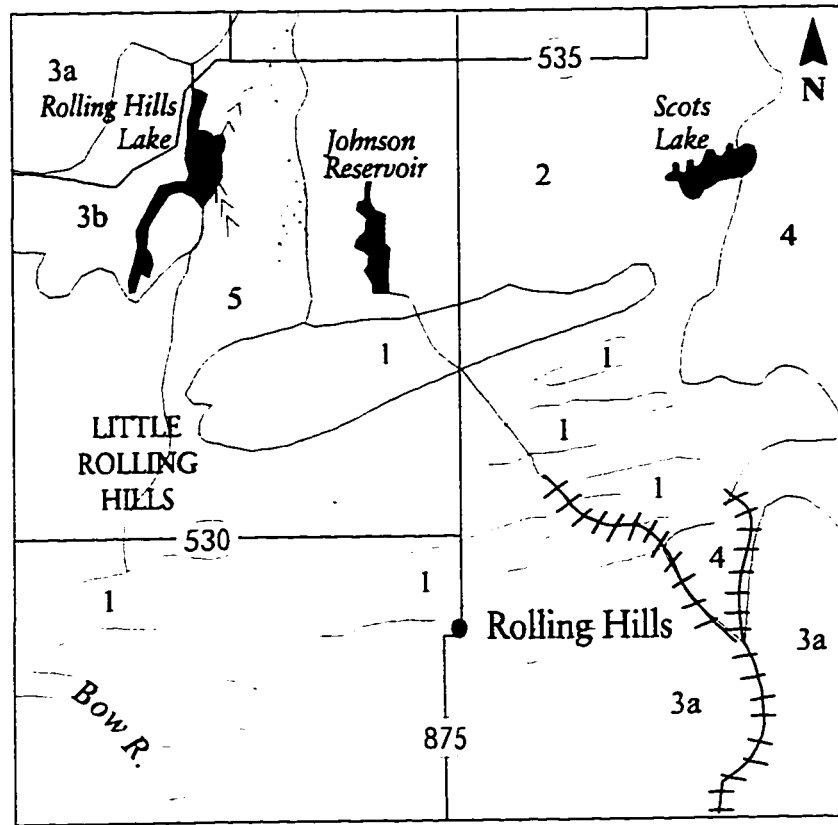 535
3a
Rolling Hills
Lake
N
Johnson
Reservoir
Scots
Lake
2
3b
4
5
1
1
1
LITTLE
ROLLING
HILLS
1
530
4
1
1
Rolling Hills
3a
3a
Bow R.
875